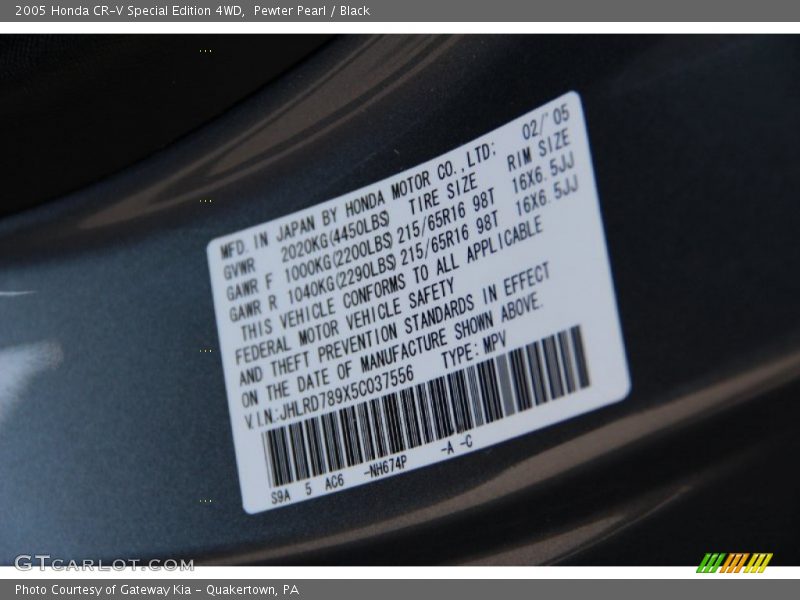 2005 Honda CR-V Special Edition 4WD, Pewter Pearl / Black
MFD. IN JAPAN BY HONDA MOTOR CO.,LTD: 02/'05
GVWR 2020KG(4450LBS) TIRE SIZE RIM SIZE
GAWR F 1000KG(2200LBS) 215/65R16 98T 16X6.5JJ
GAWR R 1040KG(2290LBS) 215/65R16 98T 16X6.5JJ
THIS VEHICLE CONFORMS TO ALL APPLICABLE
FEDERAL MOTOR VEHICLE SAFETY
AND THEFT PREVENTION STANDARDS IN EFFECT
ON THE DATE OF MANUFACTURE SHOWN ABOVE.
V.I.N:JHLRD789X5C037556 TYPE:MPV
S9A 5 AC6 -NH674P -A -C
GTCARLOT.COM
Photo Courtesy of Gateway Kia - Quakertown, PA